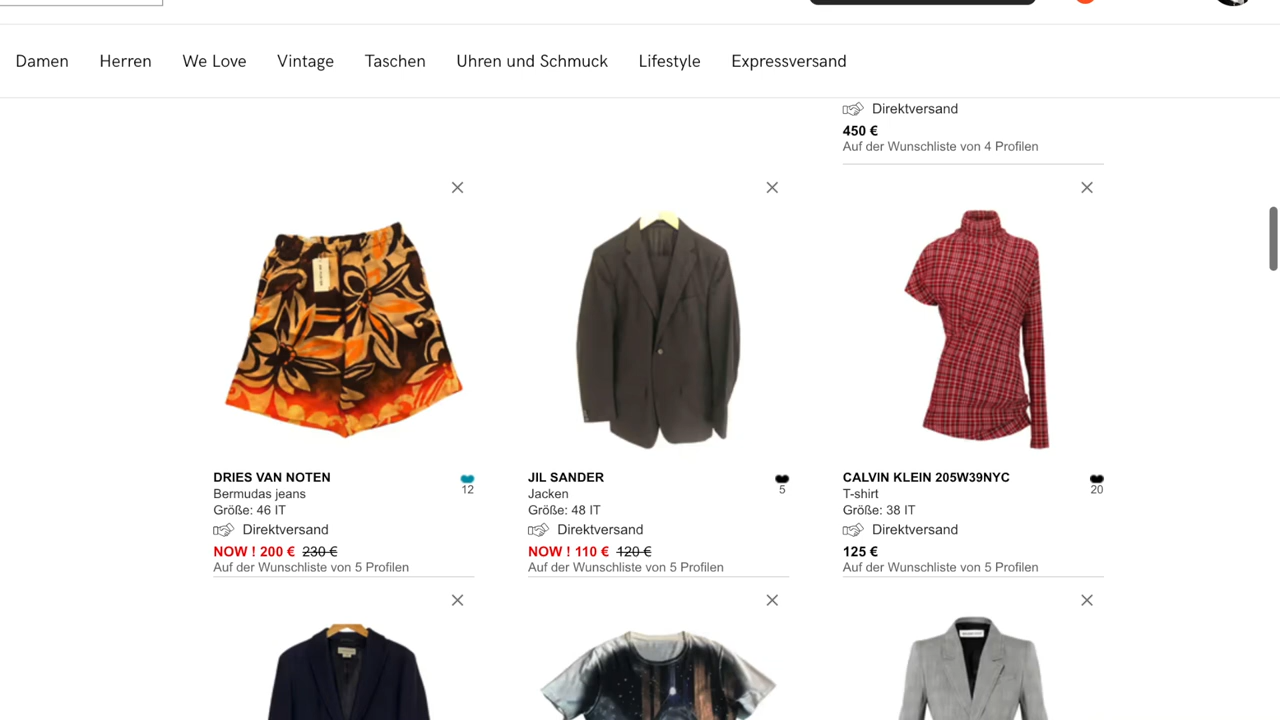 Damen Herren We Love Vintage Taschen Uhren und Schmuck Lifestyle Expressversand
Direktversand
450 €
Auf der Wunschliste von 4 Profilen
DRIES VAN NOTEN
12
Bermudas jeans
Größe: 46 IT
Direktversand
NOW ! 200 € 230 €
Auf der Wunschliste von 5 Profilen
JIL SANDER
5
Jacken
Größe: 48 IT
Direktversand
NOW ! 110 € 120 €
Auf der Wunschliste von 5 Profilen
CALVIN KLEIN 205W39NYC
20
T-shirt
Größe: 38 IT
Direktversand
125 €
Auf der Wunschliste von 5 Profilen